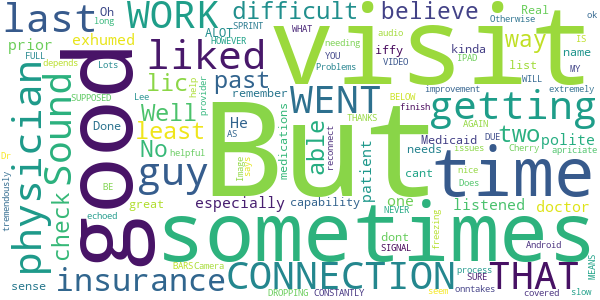 last
Oh
long
WORK
ALOT
SPRINT
difficult
HOWEVER
WHAT
believe
iffy
IPAD
kinda
YOU
Problems
VIDEO
audio
needing
visit
Real
list
Otherwise
IS
MY
WILL
ok
way
name
extremely
prior
exhumed
FULL
depends
Lots
SUPPOSED
physician
Sound
check
Done
Lee
AS
BE
great
echoed
sense
tremendously
Dr
good
liked
lic
past
help
provider
Well
least
remember
He
No
guy
helpful
especially
insurance
But
WENT
able
reconnect
medications
patient
capability
says
Image
sometimes
THANKS
BELOW
finish
improvement
getting
AGAIN
DUE
two
polite
Medicaid
issues
Cherry
apriciate
needs
nice
Does
time
one
cant
listened
doctor
dont
NEVER
SIGNAL
freezing
seem
process
SURE
onntakes
Android
covered
MEANS
slow
CONNECTION
THAT
BARS
Camera
DROPPING
CONSTANTLY